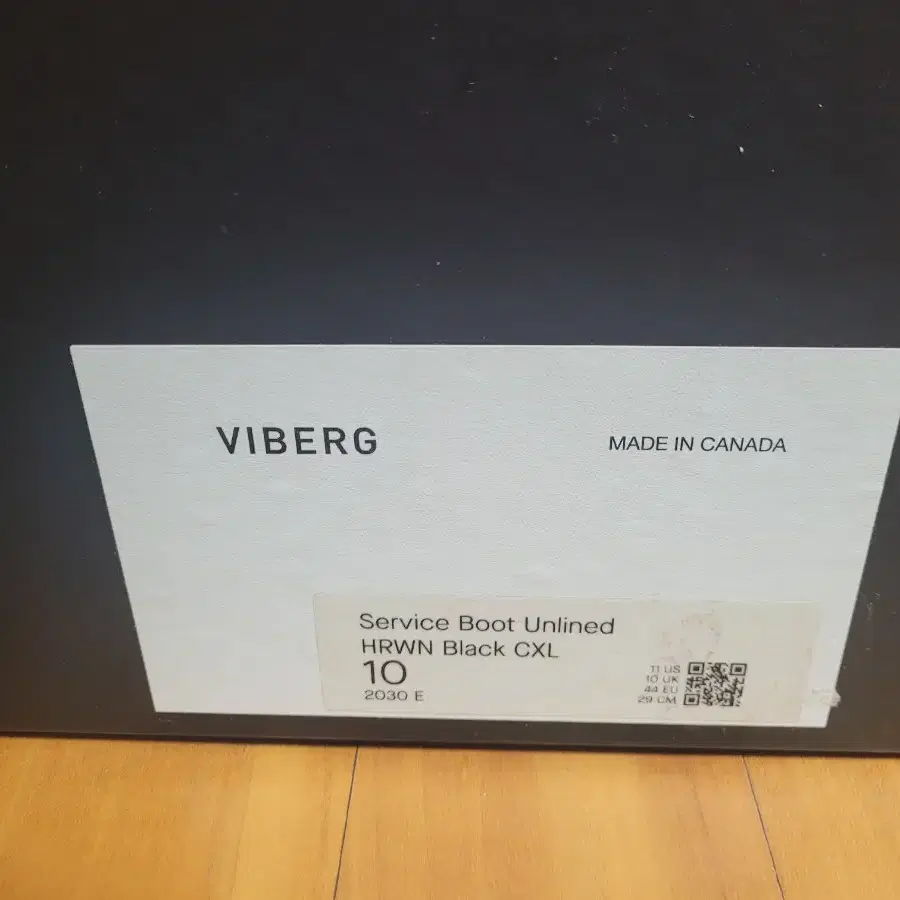 VIBERG
MADE IN CANADA
Service Boot Unlined
HRWN Black CXL
10
2030 E
11 US
10 UK
44 EU
29 CM